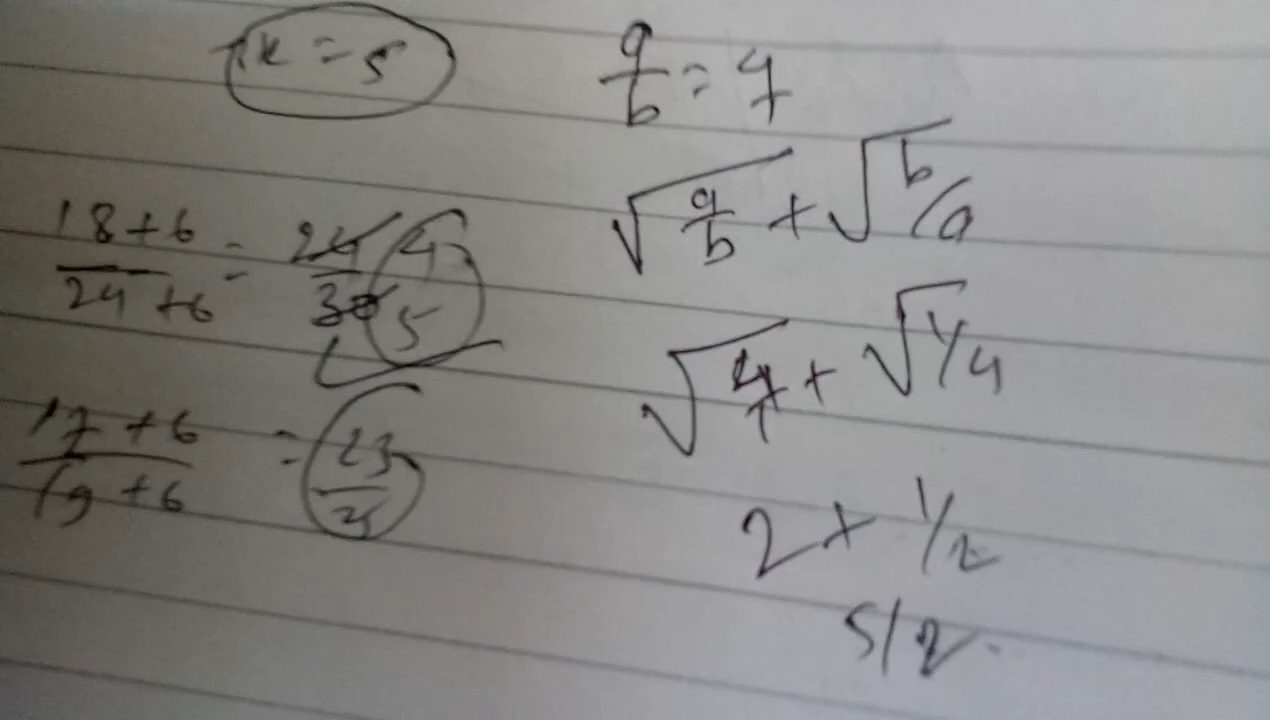 x = 5
18+6/24+6 = 24/30 4/5
17+6/19+6 = 23/25
a/b = 4
√a/b + √b/a
√4/1 + √1/4
2 + 1/2
5/2